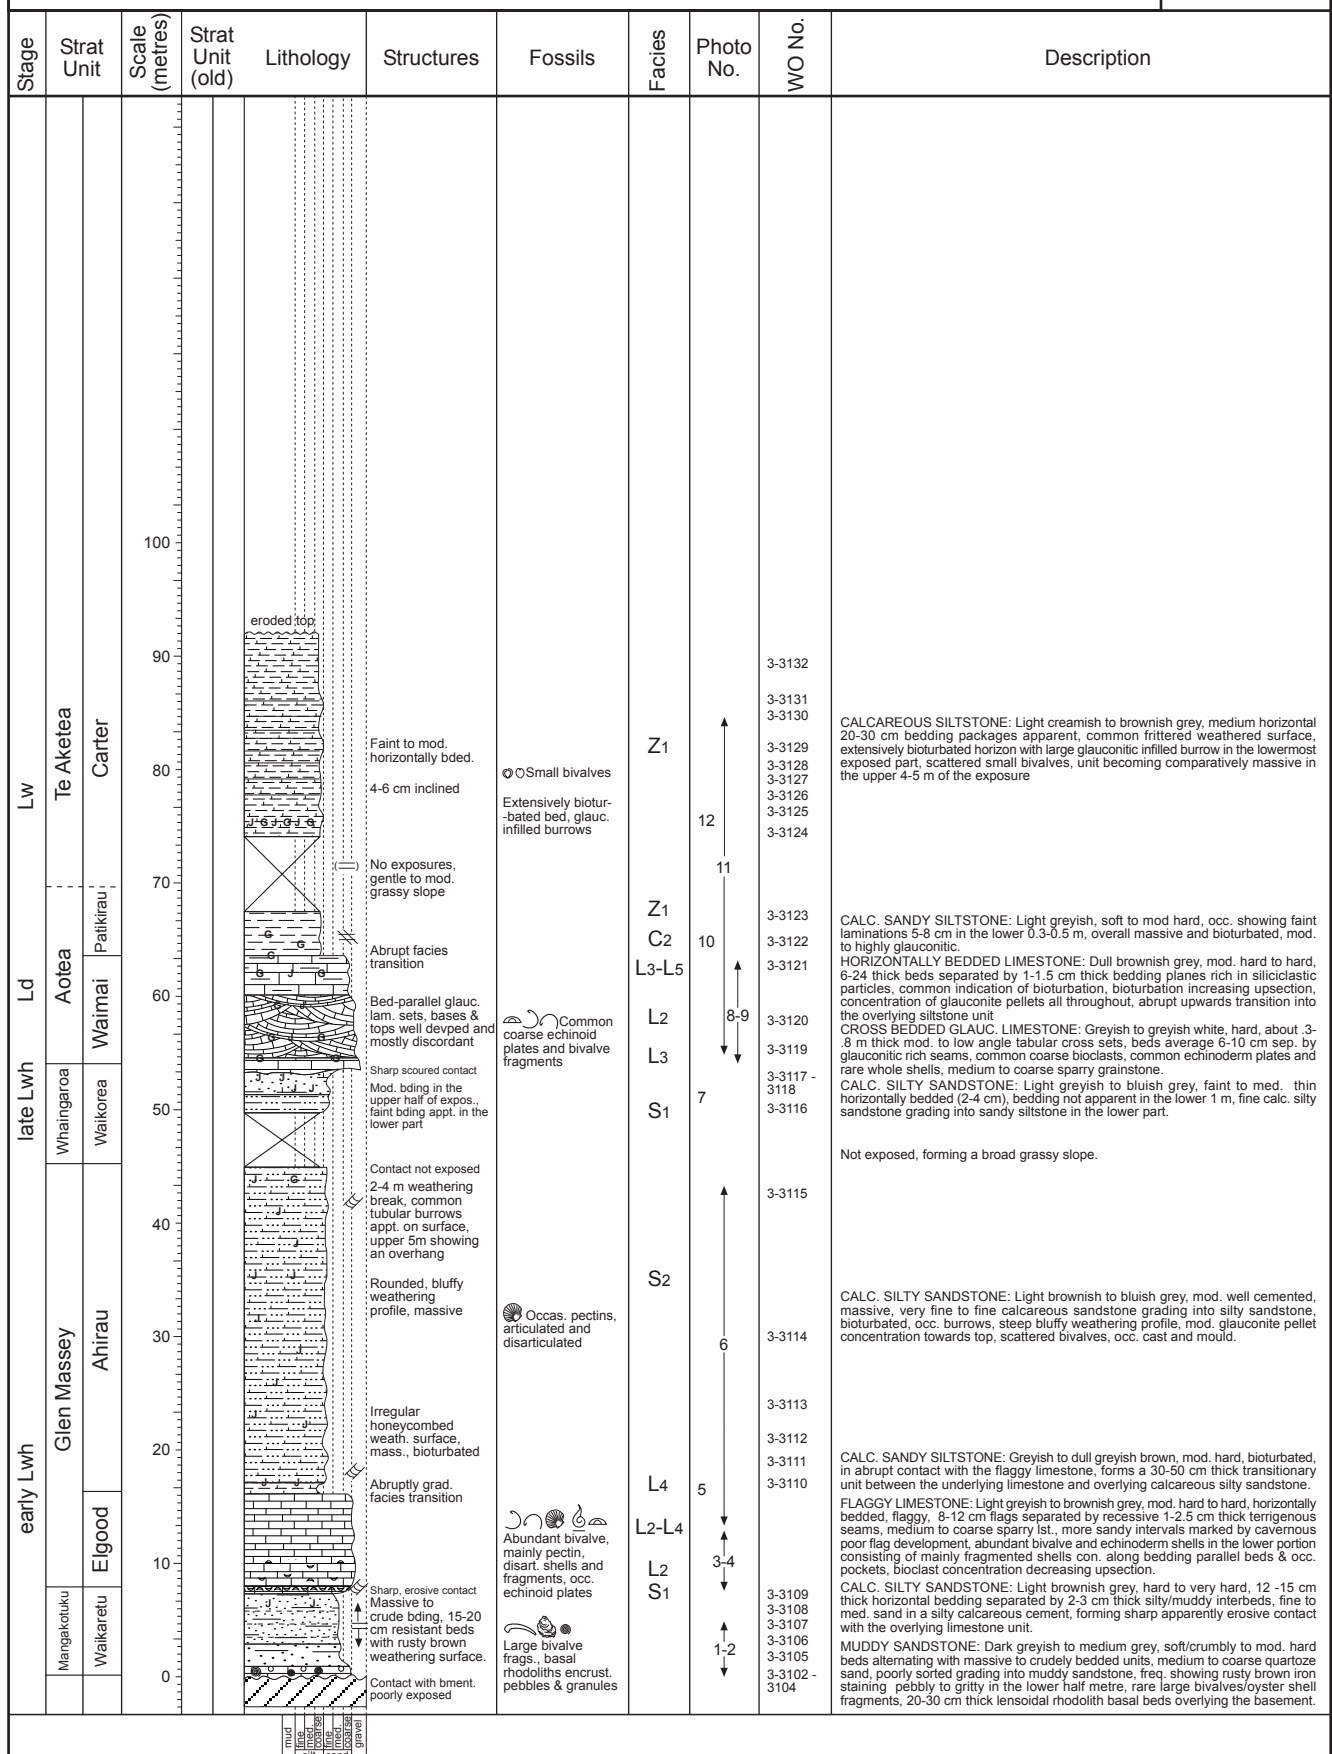 Stage
Strat
Unit
Scale
(metres)
Strat
Unit
(old)
Lithology
Structures
Fossils
Facies
Photo
No.
WO No.
Description
Lw
Ld
late Lwh
early Lwh
Te Aketea
Aotea
Whaingaroa
Glen Massey
Mangakotuku
Carter
Patikirau
Waimai
Waikorea
Ahirau
Elgood
Waikaretu
100
90
80
70
60
50
40
30
20
10
0
eroded top
J G J G J G
G
G
G
G J G
G
G
G
G G
J J
J J J
J G
J
J
J J
J
J
J
J
J
J J
J J
Faint to mod.
horizontally bded.
4-6 cm inclined
No exposures,
gentle to mod.
grassy slope
Abrupt facies
transition
Bed-parallel glauc.
lam. sets, bases &
tops well devped and
mostly discordant
Sharp scoured contact
Mod. bding in the
upper half of expos.,
faint bding appt. in the
lower part
Contact not exposed
2-4 m weathering
break, common
tubular burrows
appt. on surface,
upper 5m showing
an overhang
Rounded, bluffy
weathering
profile, massive
Irregular
honeycombed
weath. surface,
mass., bioturbated
Abruptly grad.
facies transition
Sharp, erosive contact
Massive to
crude bding, 15-20
cm resistant beds
with rusty brown
weathering surface.
Contact with bment.
poorly exposed
Small bivalves
Extensively biotur-
-bated bed, glauc.
infilled burrows
Common
coarse echinoid
plates and bivalve
fragments
Occas. pectins,
articulated and
disarticulated
Abundant bivalve,
mainly pectin,
disart. shells and
fragments, occ.
echinoid plates
Large bivalve
frags., basal
rhodoliths encrust.
pebbles & granules
Z1
Z1
C2
L3-L5
L2
L3
S1
S2
L4
L2-L4
L2
S1
12
11
10
8-9
7
6
5
3-4
1-2
3-3132
3-3131
3-3130
3-3129
3-3128
3-3127
3-3126
3-3125
3-3124
3-3123
3-3122
3-3121
3-3120
3-3119
3-3117 -
3118
3-3116
3-3115
3-3114
3-3113
3-3112
3-3111
3-3110
3-3109
3-3108
3-3107
3-3106
3-3105
3-3102 -
3104
CALCAREOUS SILTSTONE: Light creamish to brownish grey, medium horizontal
20-30 cm bedding packages apparent, common frittered weathered surface,
extensively bioturbated horizon with large glauconitic infilled burrow in the lowermost
exposed part, scattered small bivalves, unit becoming comparatively massive in
the upper 4-5 m of the exposure
CALC. SANDY SILTSTONE: Light greyish, soft to mod hard, occ. showing faint
laminations 5-8 cm in the lower 0.3-0.5 m, overall massive and bioturbated, mod.
to highly glauconitic.
HORIZONTALLY BEDDED LIMESTONE: Dull brownish grey, mod. hard to hard,
6-24 thick beds separated by 1-1.5 cm thick bedding planes rich in siliciclastic
particles, common indication of bioturbation, bioturbation increasing upsection,
concentration of glauconite pellets all throughout, abrupt upwards transition into
the overlying siltstone unit
CROSS BEDDED GLAUC. LIMESTONE: Greyish to greyish white, hard, about .3-
.8 m thick mod. to low angle tabular cross sets, beds average 6-10 cm sep. by
glauconitic rich seams, common coarse bioclasts, common echinoderm plates and
rare whole shells, medium to coarse sparry grainstone.
CALC. SILTY SANDSTONE: Light greyish to bluish grey, faint to med. thin
horizontally bedded (2-4 cm), bedding not apparent in the lower 1 m, fine calc. silty
sandstone grading into sandy siltstone in the lower part.
Not exposed, forming a broad grassy slope.
CALC. SILTY SANDSTONE: Light brownish to bluish grey, mod. well cemented,
massive, very fine to fine calcareous sandstone grading into silty sandstone,
bioturbated, occ. burrows, steep bluffy weathering profile, mod. glauconite pellet
concentration towards top, scattered bivalves, occ. cast and mould.
CALC. SANDY SILTSTONE: Greyish to dull greyish brown, mod. hard, bioturbated,
in abrupt contact with the flaggy limestone, forms a 30-50 cm thick transitionary
unit between the underlying limestone and overlying calcareous silty sandstone.
FLAGGY LIMESTONE: Light greyish to brownish grey, mod. hard to hard, horizontally
bedded, flaggy, 8-12 cm flags separated by recessive 1-2.5 cm thick terrigenous
seams, medium to coarse sparry lst., more sandy intervals marked by cavernous
poor flag development, abundant bivalve and echinoderm shells in the lower portion
consisting of mainly fragmented shells con. along bedding parallel beds & occ.
pockets, bioclast concentration decreasing upsection.
CALC. SILTY SANDSTONE: Light brownish grey, hard to very hard, 12 -15 cm
thick horizontal bedding separated by 2-3 cm thick silty/muddy interbeds, fine to
med. sand in a silty calcareous cement, forming sharp apparently erosive contact
with the overlying limestone unit.
MUDDY SANDSTONE: Dark greyish to medium grey, soft/crumbly to mod. hard
beds alternating with massive to crudely bedded units, medium to coarse quartoze
sand, poorly sorted grading into muddy sandstone, freq. showing rusty brown iron
staining pebbly to gritty in the lower half metre, rare large bivalves/oyster shell
fragments, 20-30 cm thick lensoidal rhodolith basal beds overlying the basement.
mud
fine
med.
coarse
fine
med.
coarse
gravel